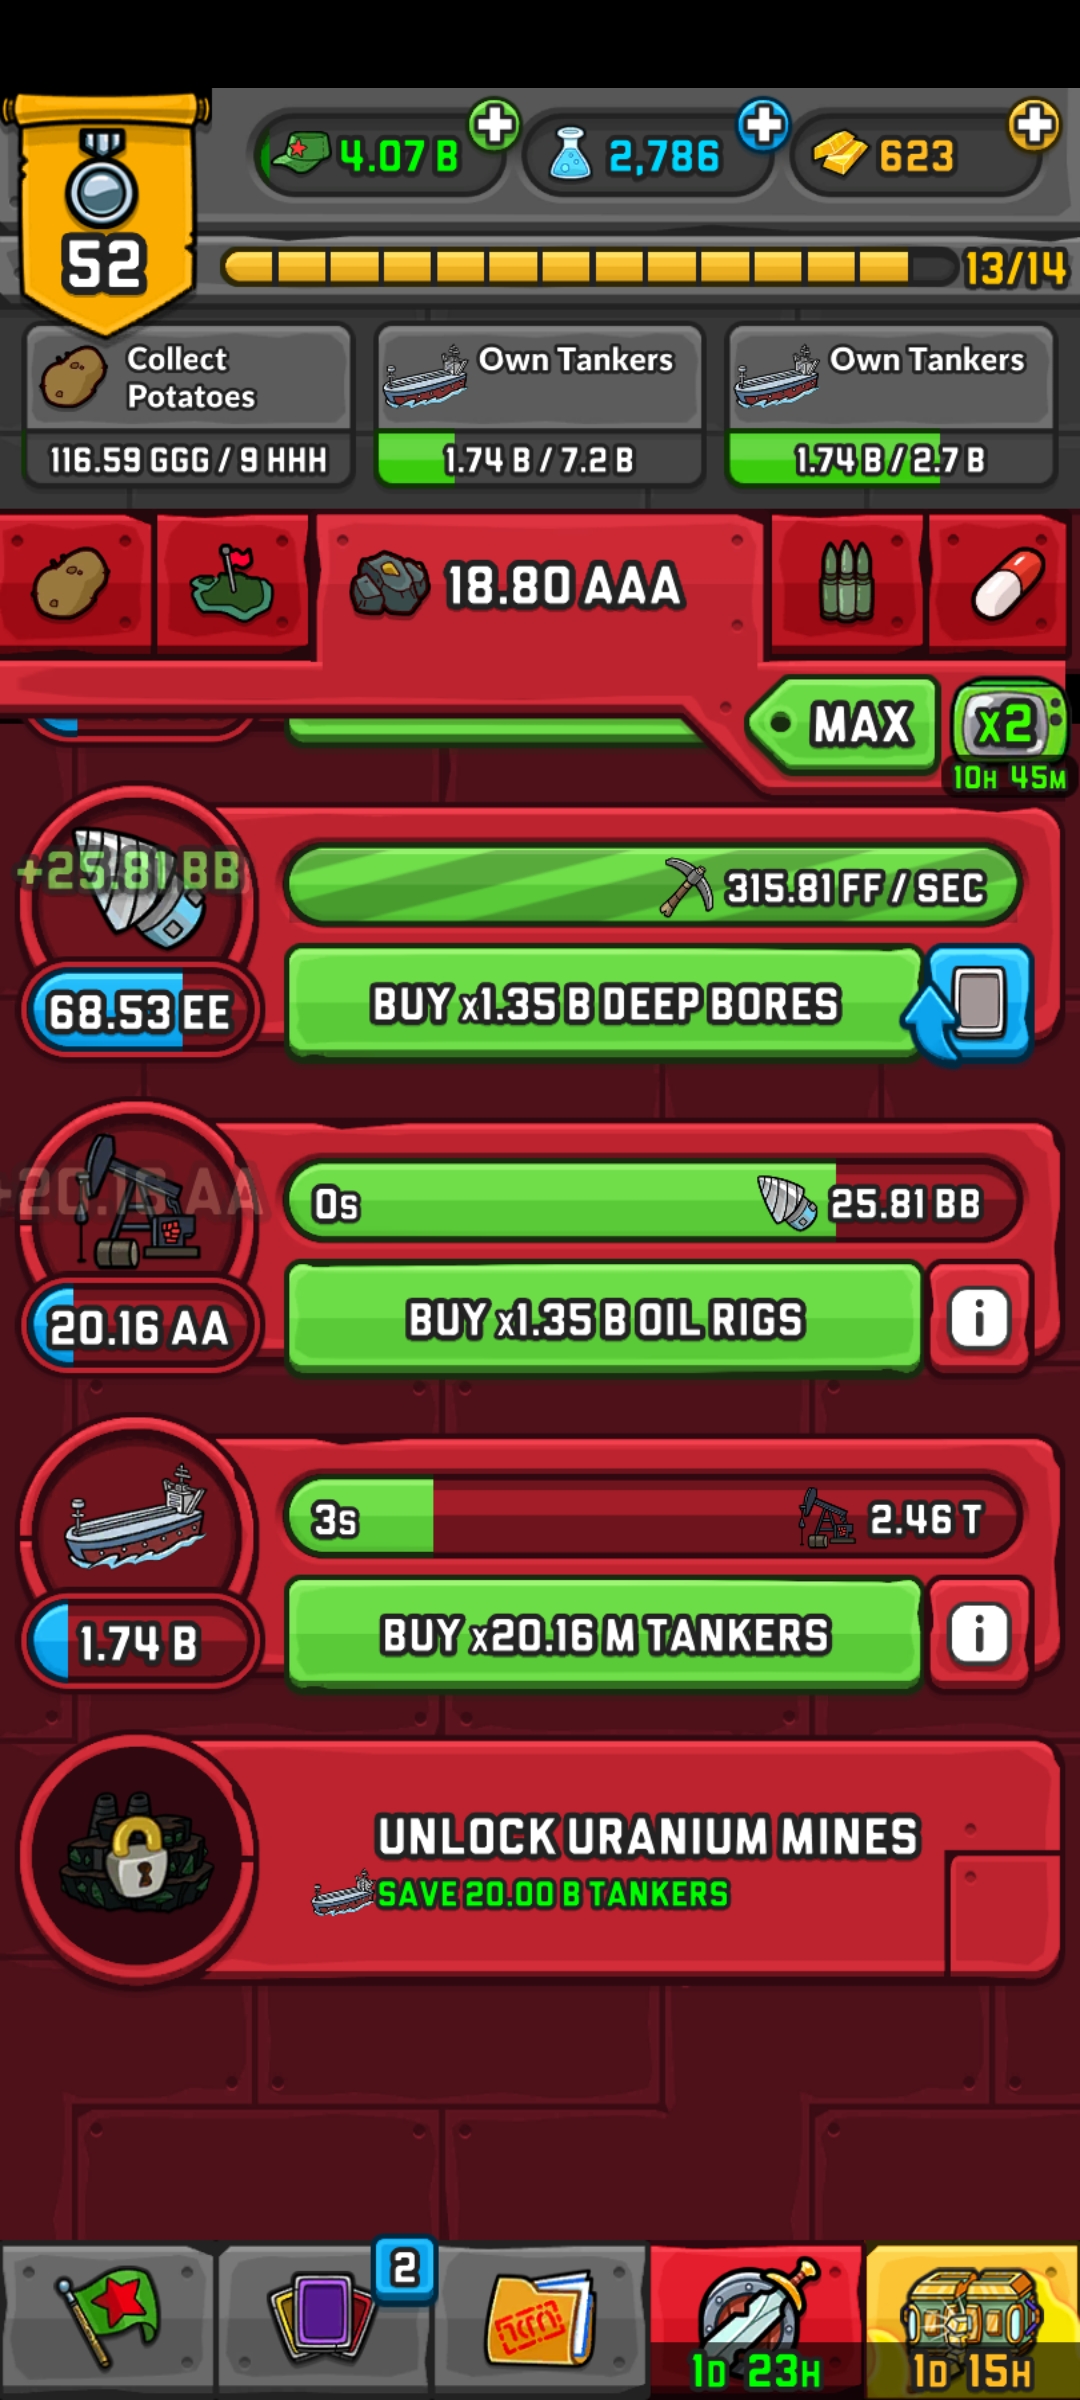 4.07 B
2,786
623
52
13/14
Collect
Potatoes
116.59 GGG / 9 HHH
Own Tankers
1.74 B / 7.2 B
Own Tankers
1.74 B / 2.7 B
18.80 AAA
MAX
x2
10H 45M
+25.81 BB
315.81 FF / SEC
68.53 EE
BUY x1.35 B DEEP BORES
+20.16 AA
0s
25.81 BB
20.16 AA
BUY x1.35 B OIL RIGS
i
3s
2.46 T
1.74 B
BUY x20.16 M TANKERS
i
UNLOCK URANIUM MINES
SAVE 20.00 B TANKERS
2
1D 23H
1D 15H